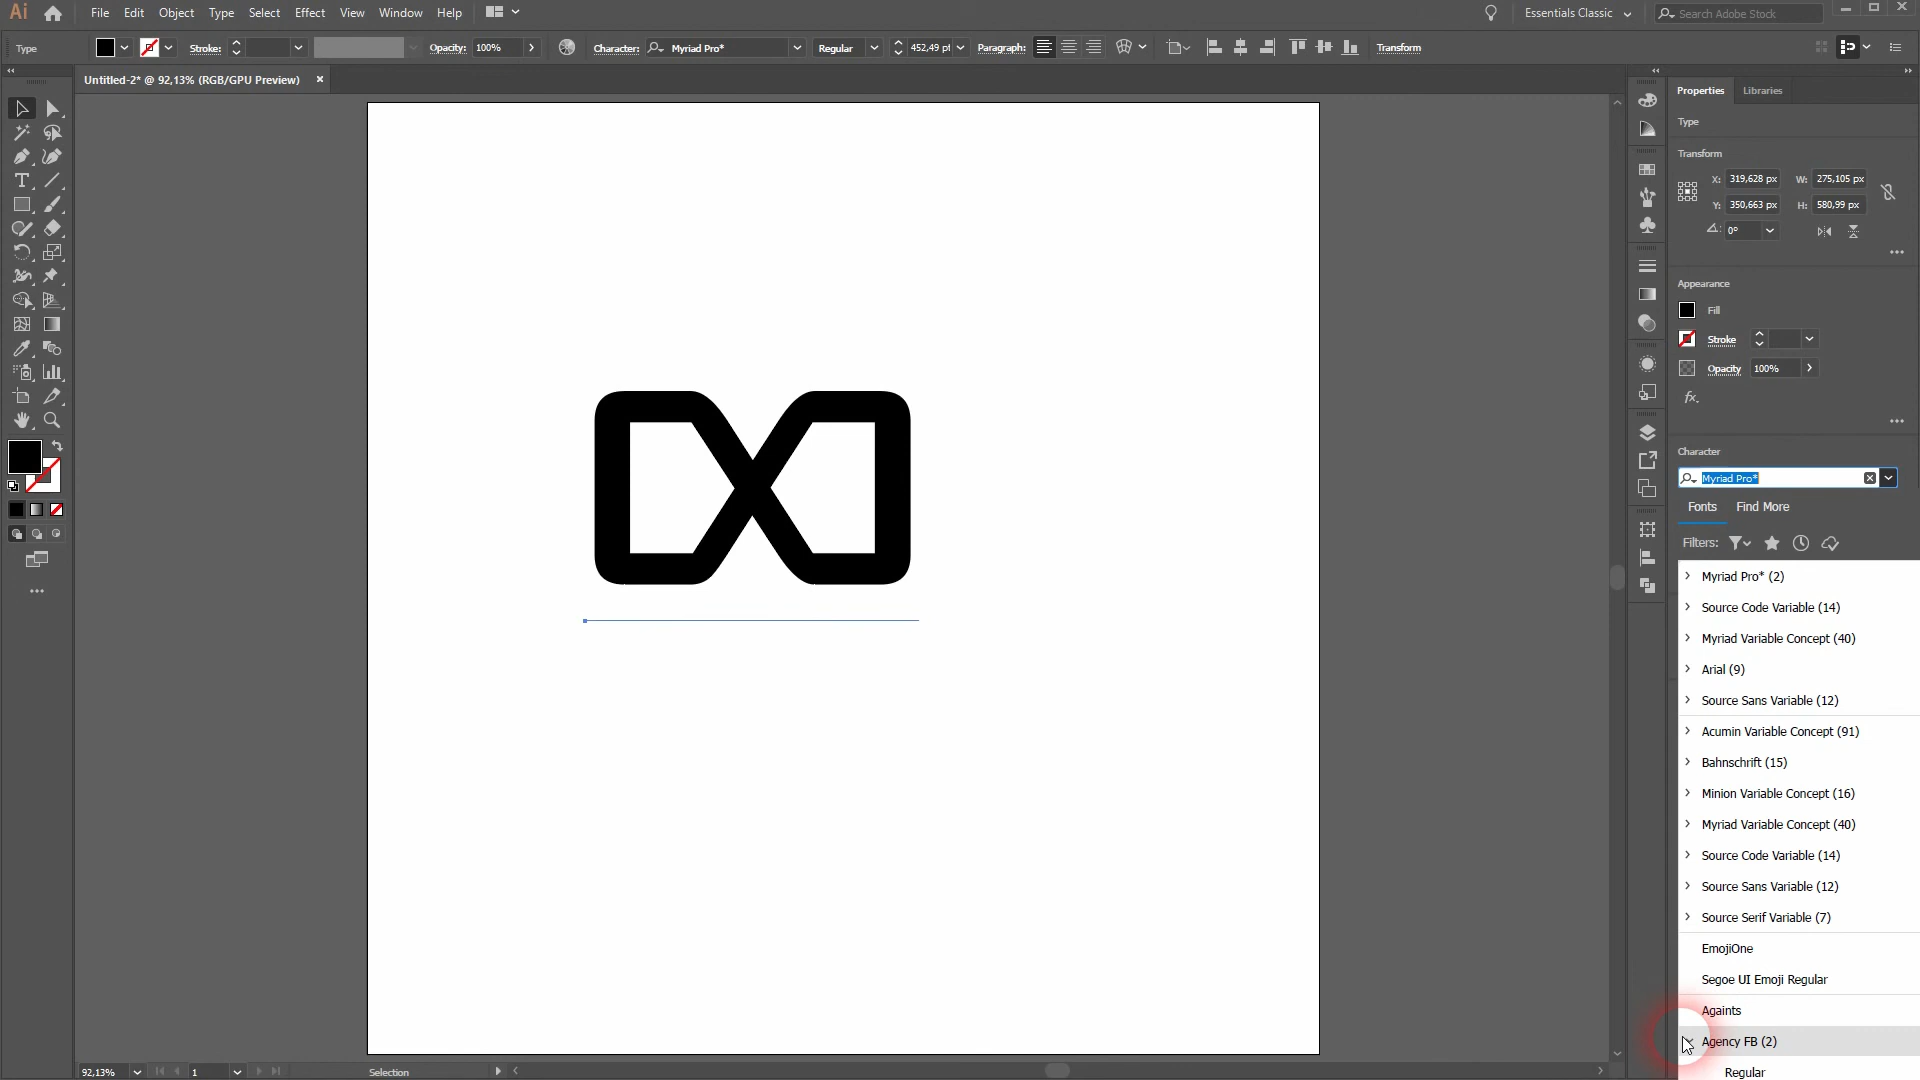 Ai
File Edit Object Type Select Effect View Window Help
Essentials Classic
Search Adobe Stock
Type
Stroke:
Opacity: 100%
Character: Myriad Pro* Regular 452,49 pt
Paragraph:
Transform
Untitled-2* @ 92,13% (RGB/GPU Preview)
Properties Libraries
Type
Transform
X: 319,628 px W: 275,105 px
Y: 350,663 px H: 580,99 px
0°
Appearance
Fill
Stroke
Opacity 100%
fx.
Character
Myriad Pro*
Fonts Find More
Filters:
Myriad Pro* (2)
Source Code Variable (14)
Myriad Variable Concept (40)
Arial (9)
Source Sans Variable (12)
Acumin Variable Concept (91)
Bahnschrift (15)
Minion Variable Concept (16)
Myriad Variable Concept (40)
Source Code Variable (14)
Source Sans Variable (12)
Source Serif Variable (7)
EmojiOne
Segoe UI Emoji Regular
Againts
Agency FB (2)
Regular
92,13% 1 Selection